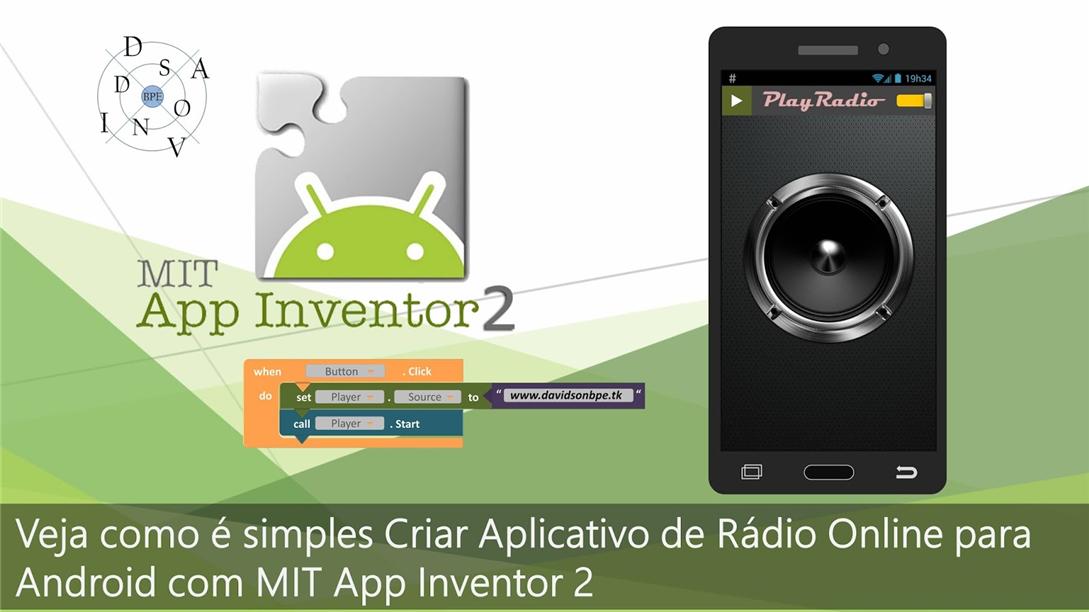 D
S
A
D
BPE
O
I
N
V
MIT
App Inventor 2
when Button . Click
do set Player . Source to “ www.davidsonbpe.tk “
call Player . Start
# 19h34
PlayRadio
Veja como é simples Criar Aplicativo de Rádio Online para
Android com MIT App Inventor 2